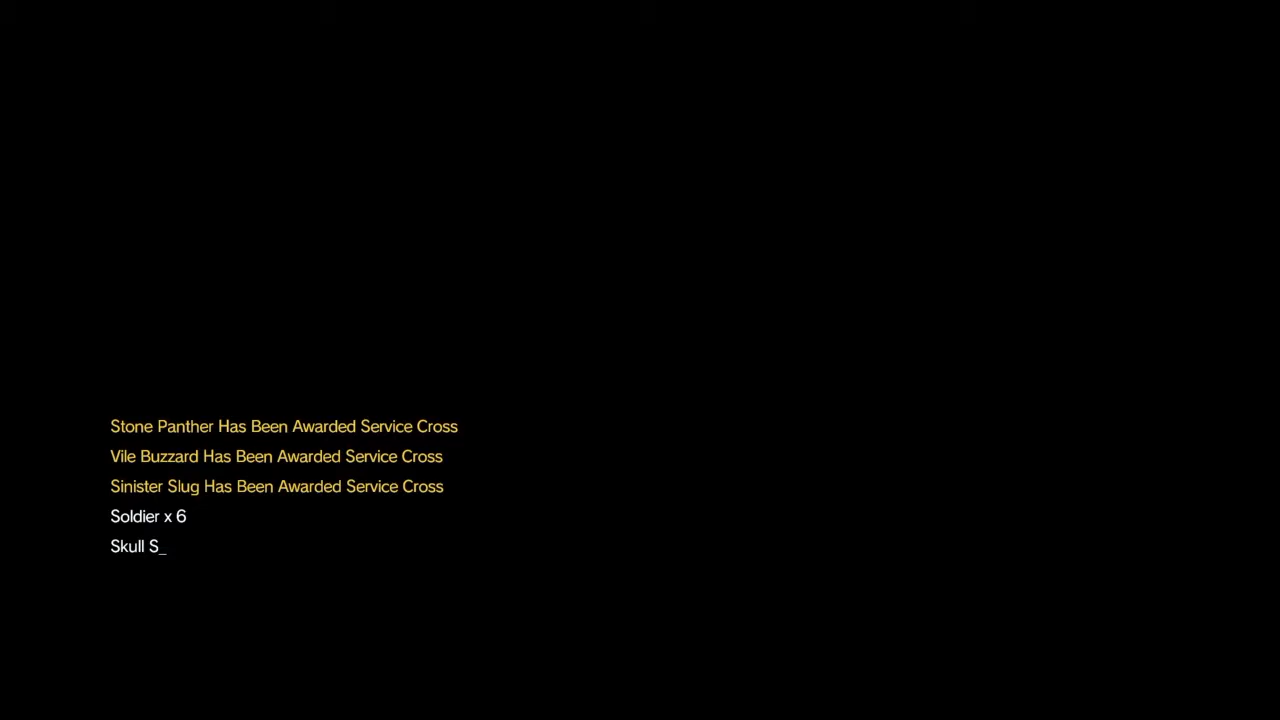 Stone Panther Has Been Awarded Service Cross
Vile Buzzard Has Been Awarded Service Cross
Sinister Slug Has Been Awarded Service Cross
Soldier x 6
Skull S_